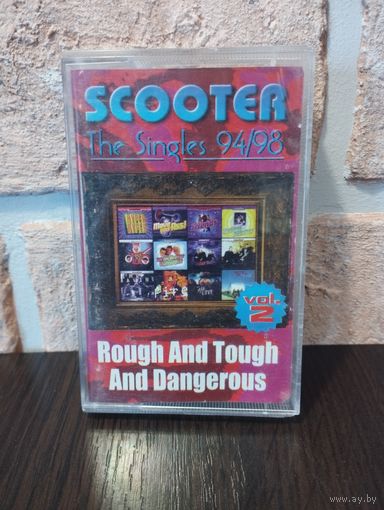 SCOOTER
The Singles 94/98
vol.
2
Rough And Tough
And Dangerous
www.ay.by